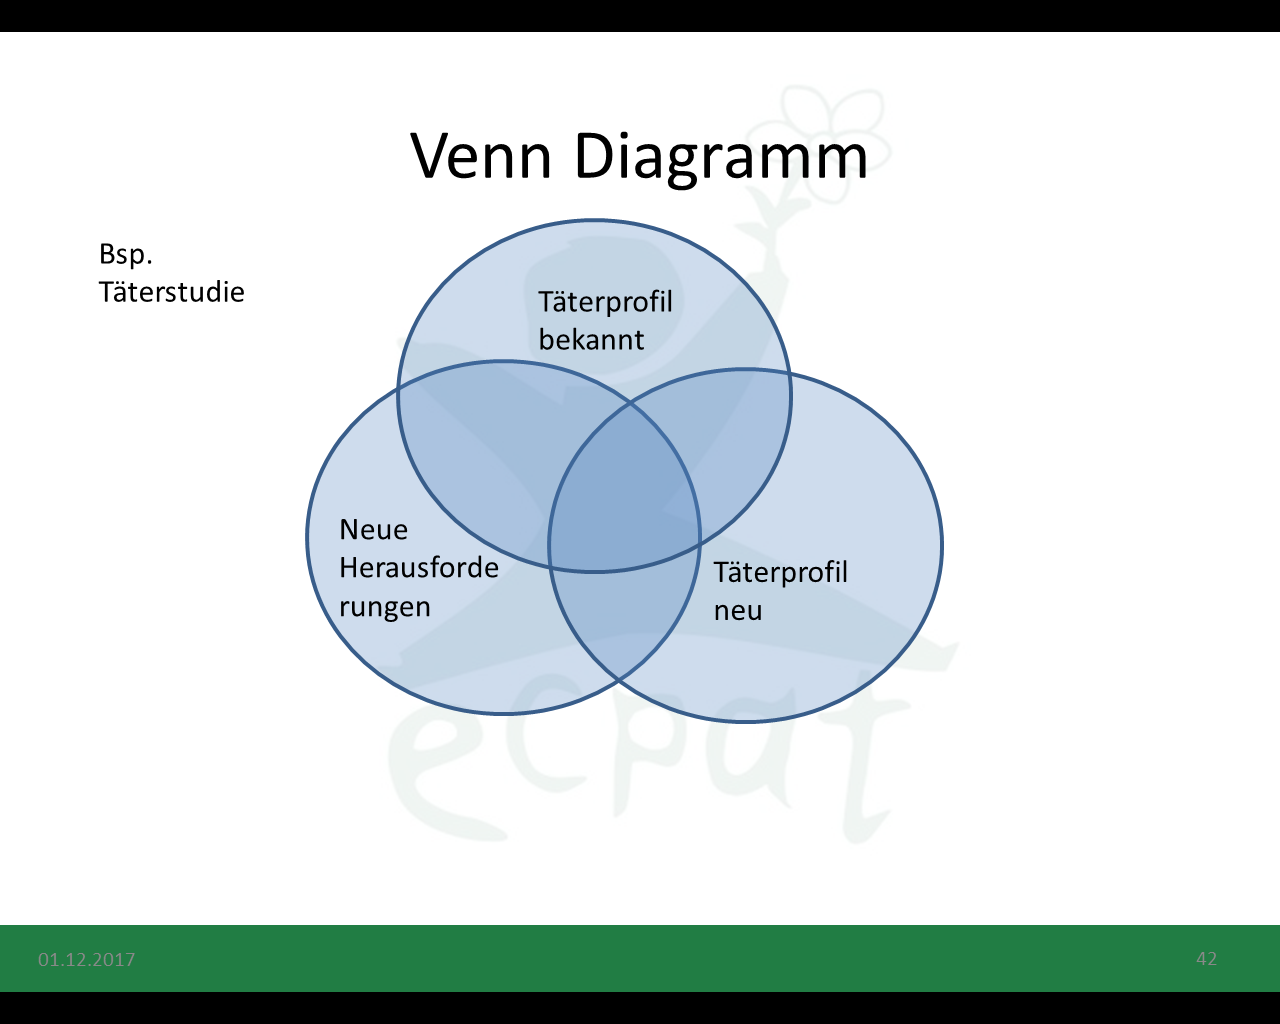 Venn Diagramm
Bsp.
Täterstudie
Täterprofil
bekannt
Neue
Herausforde
rungen
Täterprofil
neu
ecpat
01.12.2017
42